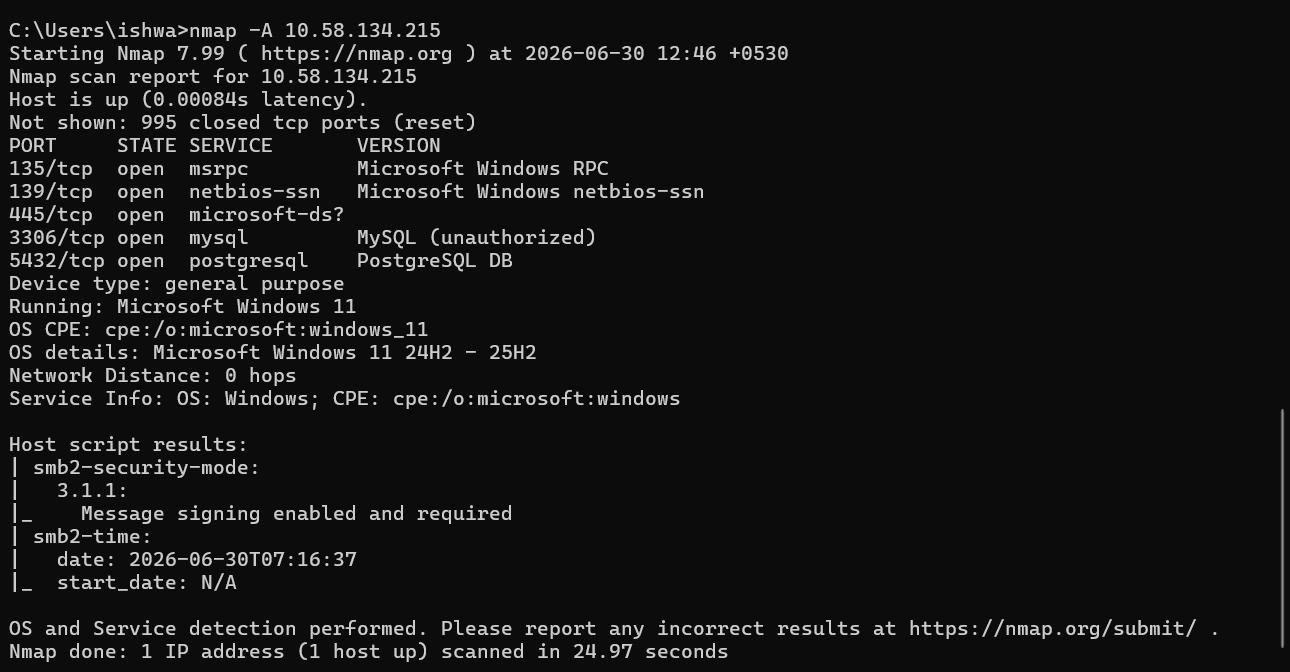 C:\Users\ishwa>nmap -A 10.58.134.215
Starting Nmap 7.99 ( https://nmap.org ) at 2026-06-30 12:46 +0530
Nmap scan report for 10.58.134.215
Host is up (0.00084s latency).
Not shown: 995 closed tcp ports (reset)
PORT     STATE SERVICE       VERSION
135/tcp  open  msrpc         Microsoft Windows RPC
139/tcp  open  netbios-ssn   Microsoft Windows netbios-ssn
445/tcp  open  microsoft-ds?
3306/tcp open  mysql         MySQL (unauthorized)
5432/tcp open  postgresql    PostgreSQL DB
Device type: general purpose
Running: Microsoft Windows 11
OS CPE: cpe:/o:microsoft:windows_11
OS details: Microsoft Windows 11 24H2 - 25H2
Network Distance: 0 hops
Service Info: OS: Windows; CPE: cpe:/o:microsoft:windows

Host script results:
| smb2-security-mode:
|   3.1.1:
|_    Message signing enabled and required
| smb2-time:
|   date: 2026-06-30T07:16:37
|_  start_date: N/A

OS and Service detection performed. Please report any incorrect results at https://nmap.org/submit/ .
Nmap done: 1 IP address (1 host up) scanned in 24.97 seconds